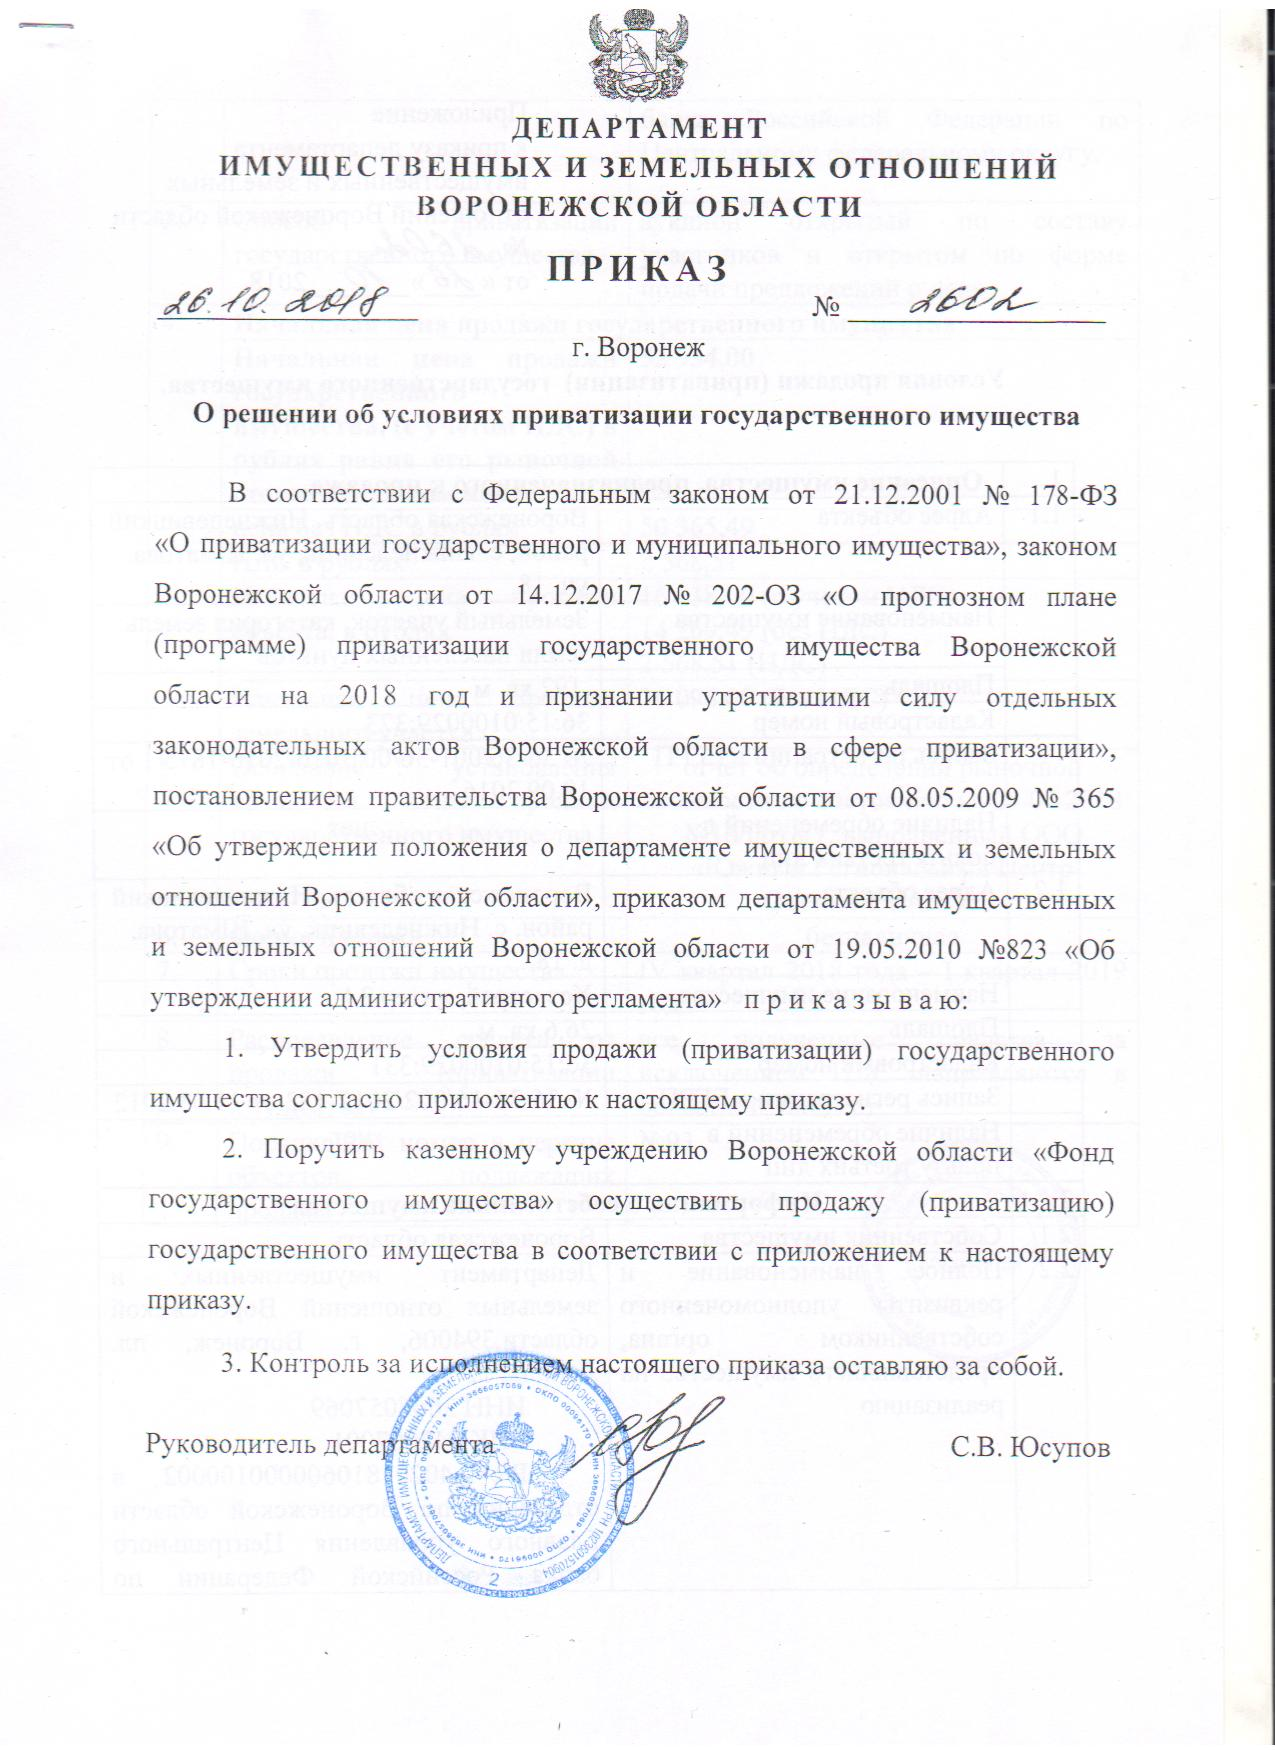 ДЕПАРТАМЕНТ
ИМУЩЕСТВЕННЫХ И ЗЕМЕЛЬНЫХ ОТНОШЕНИЙ
ВОРОНЕЖСКОЙ ОБЛАСТИ
ПРИКАЗ
26.10.2018 № 2602
г. Воронеж
О решении об условиях приватизации государственного имущества
В соответствии с Федеральным законом от 21.12.2001 № 178-ФЗ
«О приватизации государственного и муниципального имущества», законом
Воронежской области от 14.12.2017 № 202-ОЗ «О прогнозном плане
(программе) приватизации государственного имущества Воронежской
области на 2018 год и признании утратившими силу отдельных
законодательных актов Воронежской области в сфере приватизации»,
постановлением правительства Воронежской области от 08.05.2009 № 365
«Об утверждении положения о департаменте имущественных и земельных
отношений Воронежской области», приказом департамента имущественных
и земельных отношений Воронежской области от 19.05.2010 №823 «Об
утверждении административного регламента» п р и к а з ы в а ю:
1. Утвердить условия продажи (приватизации) государственного
имущества согласно приложению к настоящему приказу.
2. Поручить казенному учреждению Воронежской области «Фонд
государственного имущества» осуществить продажу (приватизацию)
государственного имущества в соответствии с приложением к настоящему
приказу.
3. Контроль за исполнением настоящего приказа оставляю за собой.
Руководитель департамента С.В. Юсупов